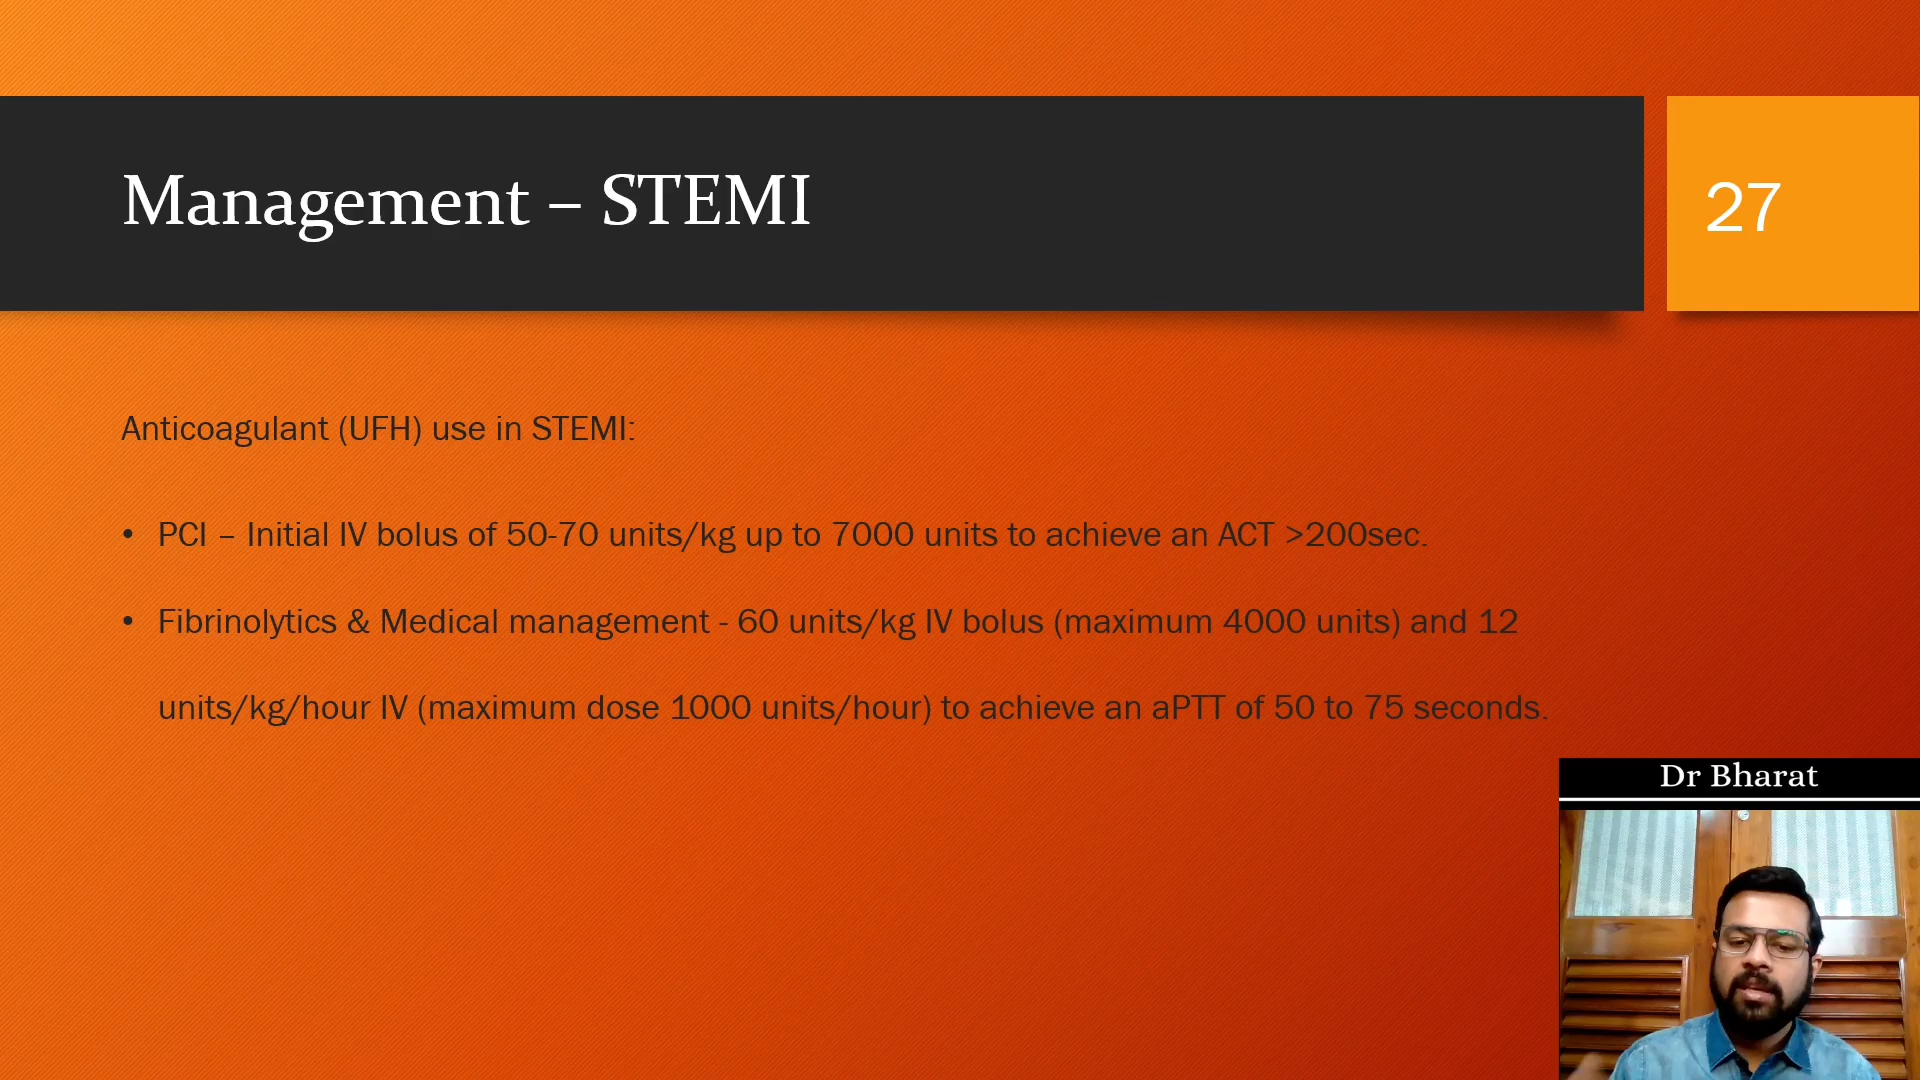 Management – STEMI
27
Anticoagulant (UFH) use in STEMI:
• PCI – Initial IV bolus of 50-70 units/kg up to 7000 units to achieve an ACT >200sec.
• Fibrinolytics & Medical management - 60 units/kg IV bolus (maximum 4000 units) and 12
units/kg/hour IV (maximum dose 1000 units/hour) to achieve an aPTT of 50 to 75 seconds.
Dr Bharat